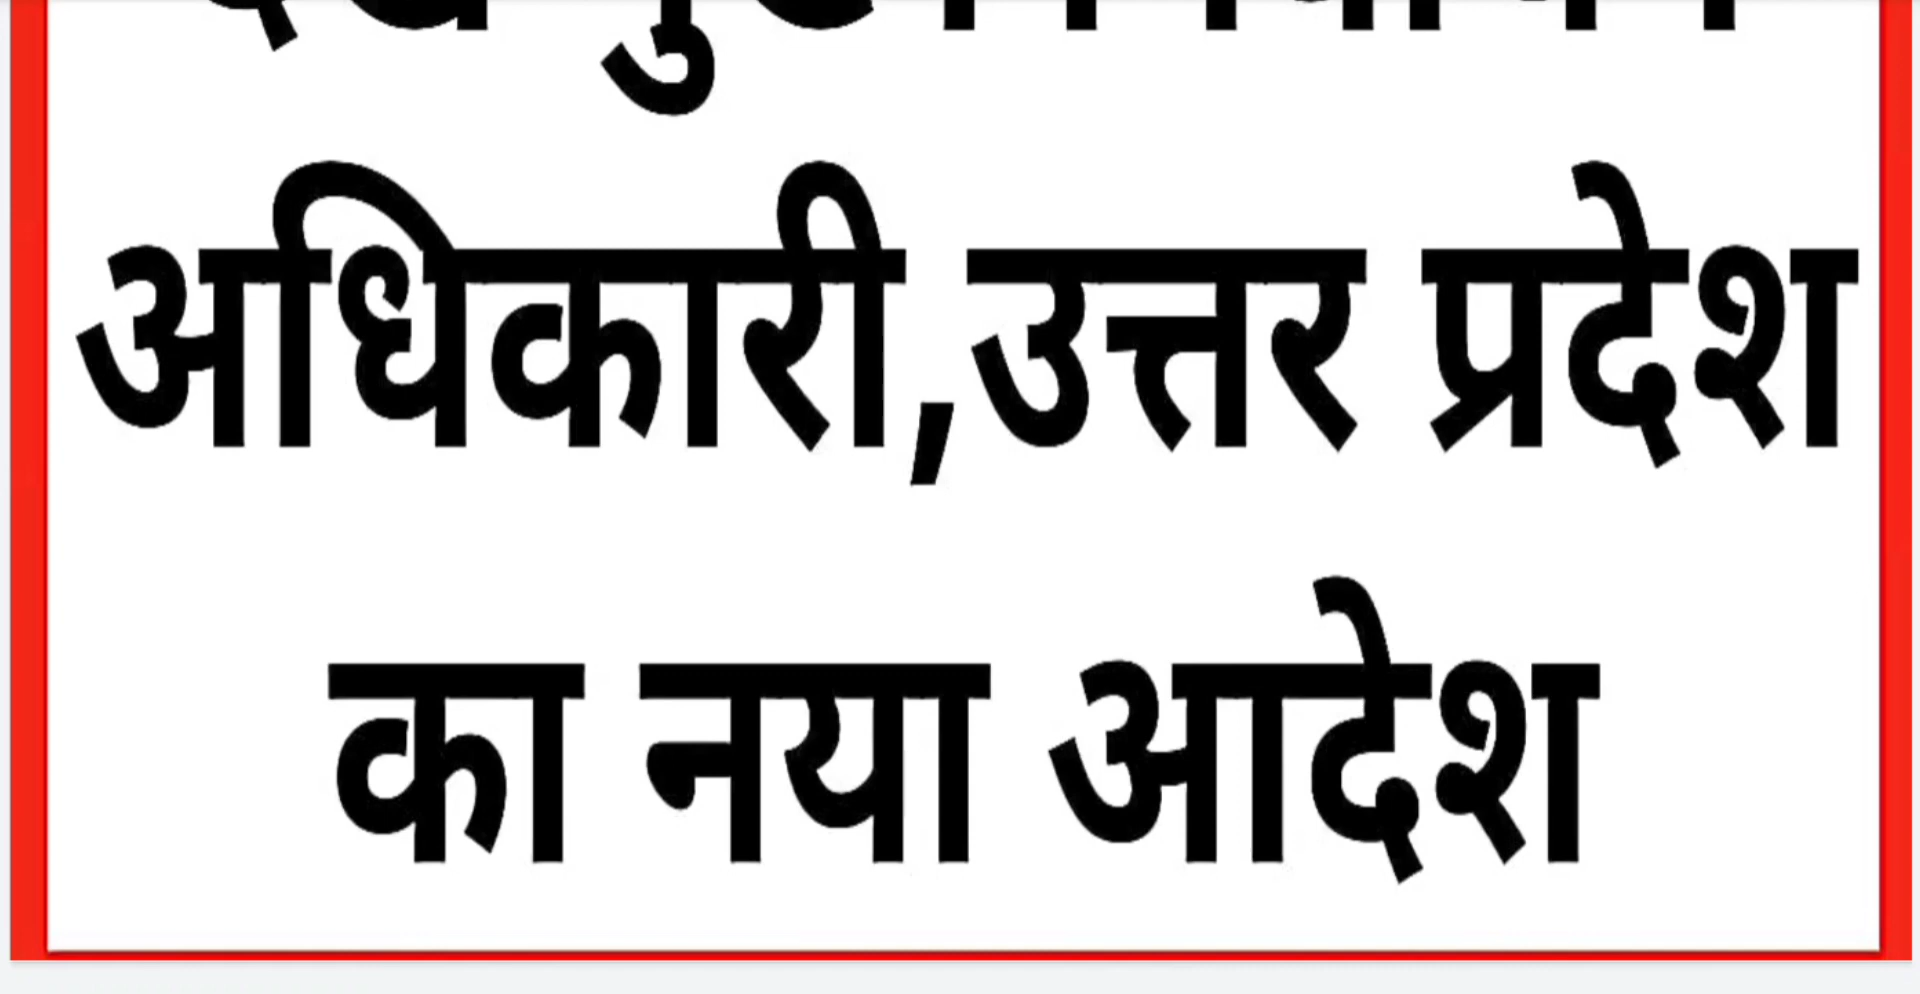 अधिकारी,उत्तर प्रदेश
का नया आदेश